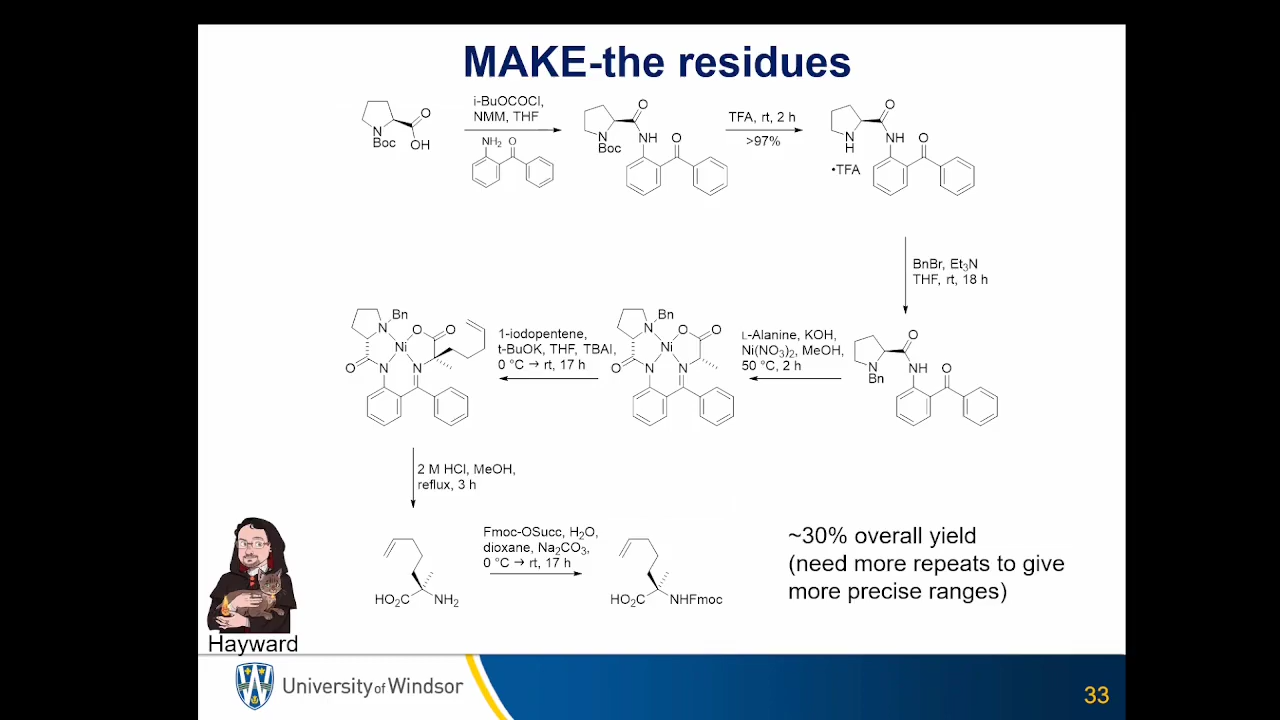 MAKE-the residues
i-BuOCOCl,
NMM, THF
NH₂ O
N
Boc
O
OH
O
N
Boc
NH
O
TFA, rt, 2 h
>97%
O
N
H
NH
O
•TFA
BnBr, Et₃N
THF, rt, 18 h
O
N
Bn
NH
O
L-Alanine, KOH,
Ni(NO₃)₂, MeOH,
50 °C, 2 h
Bn
N
O
O
Ni
O
N
N
1-iodopentene,
t-BuOK, THF, TBAI,
0 °C → rt, 17 h
Bn
N
O
O
Ni
O
N
N
2 M HCl, MeOH,
reflux, 3 h
HO₂C NH₂
Fmoc-OSucc, H₂O,
dioxane, Na₂CO₃,
0 °C → rt, 17 h
HO₂C NHFmoc
~30% overall yield
(need more repeats to give
more precise ranges)
Hayward
University of Windsor
33